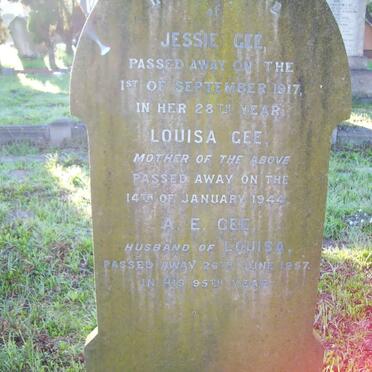 of
JESSIE GEE,
PASSED AWAY ON THE
1ST OF SEPTEMBER 1917,
IN HER 28TH YEAR.
LOUISA GEE,
MOTHER OF THE ABOVE
PASSED AWAY ON THE
14TH OF JANUARY 1944.
A. E. GEE,
HUSBAND OF LOUISA,
PASSED AWAY 26TH JUNE 1957.
IN HIS 95TH YEAR.